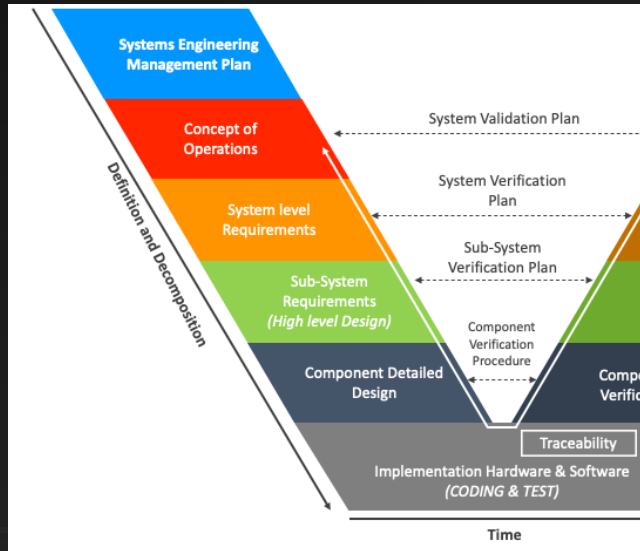 Systems Engineering
Management Plan
Concept of
Operations
System Validation Plan
System level
Requirements
System Verification
Plan
Definition and Decomposition
Sub-System
Requirements
(High level Design)
Sub-System
Verification Plan
Component
Verification
Procedure
Component Detailed
Design
Traceability
Implementation Hardware & Software
(CODING & TEST)
Time